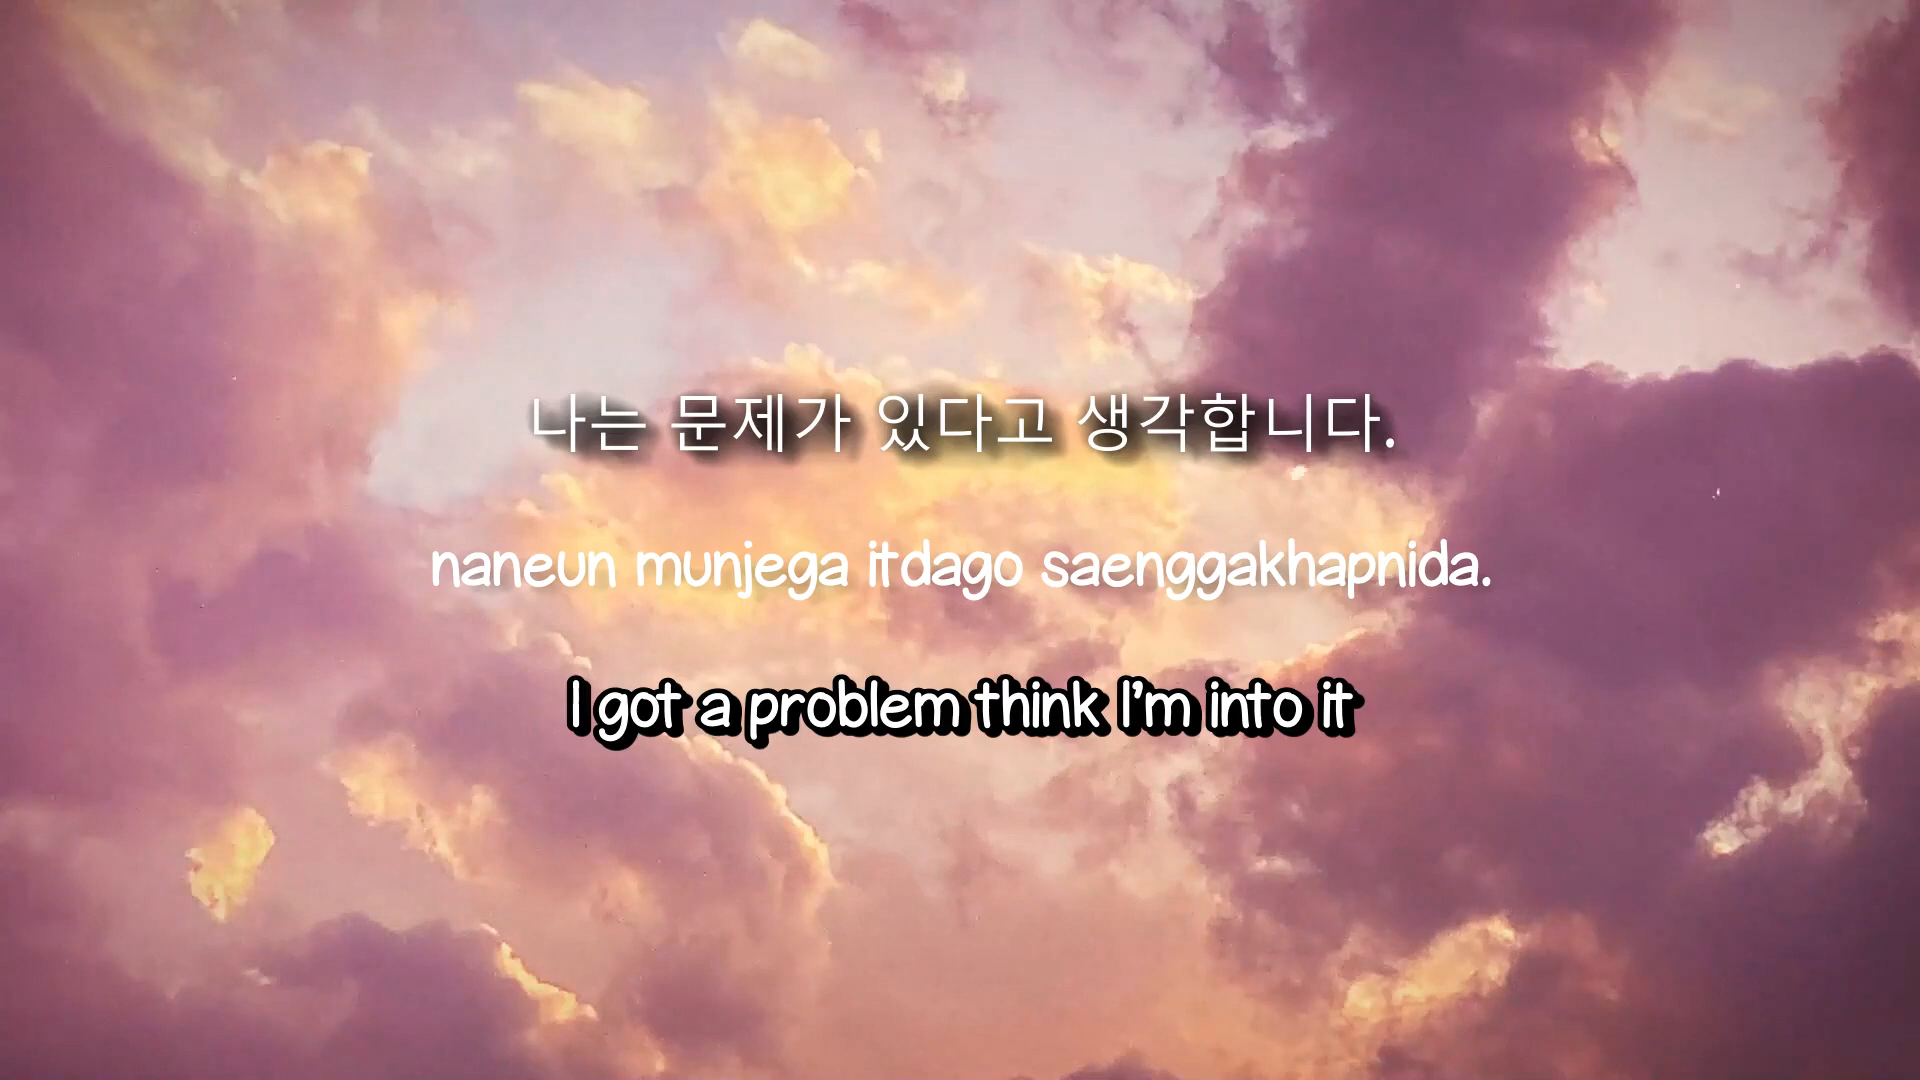 나는 문제가 있다고 생각합니다.
naneun munjega itdago saenggakhapnida.
I got a problem think I'm into it